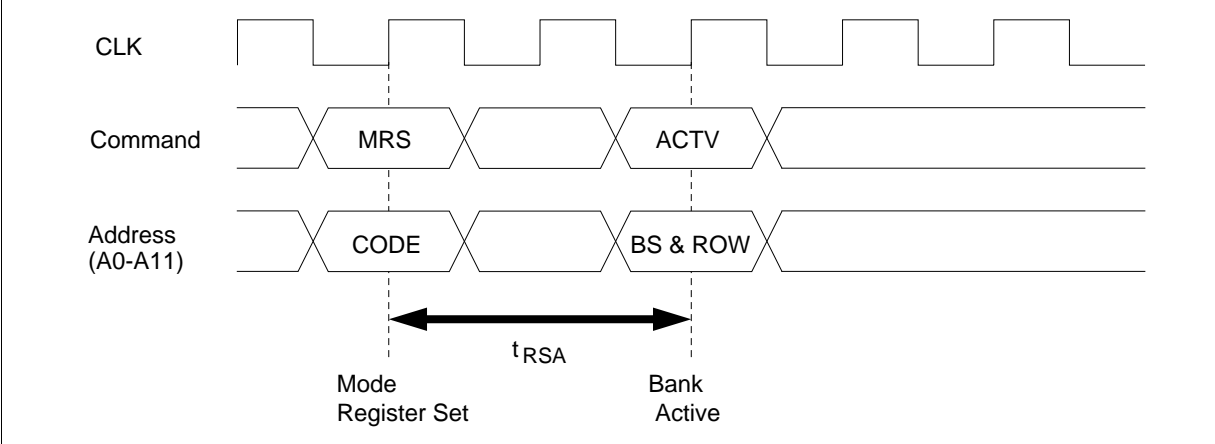 CLK
Command
MRS
ACTV
Address
(A0-A11)
CODE
BS & ROW
t RSA
Mode
Register Set
Bank
Active